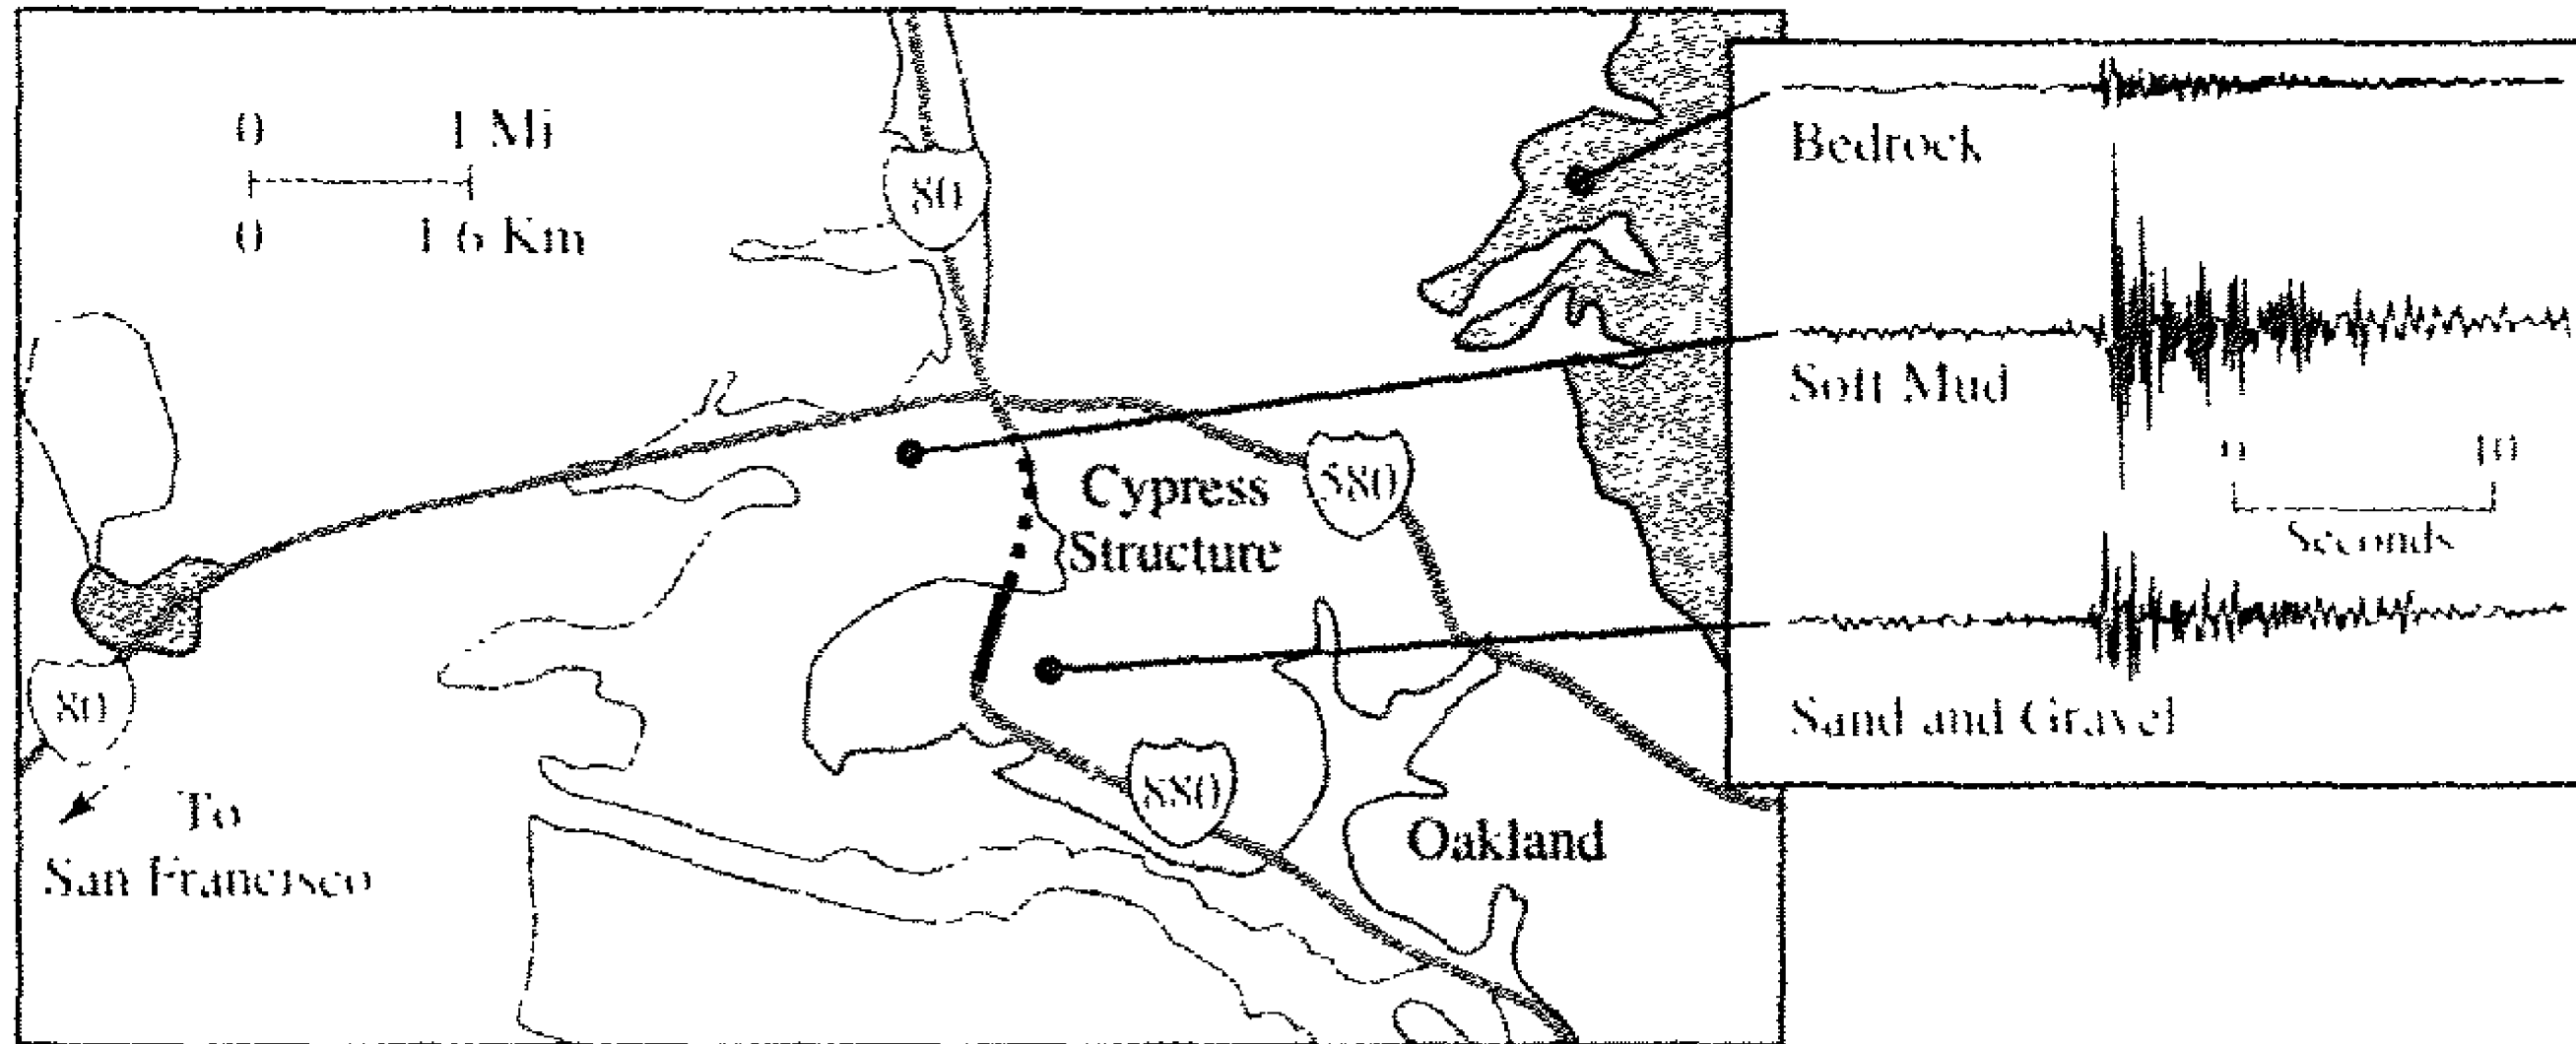 0 1 Mi
0 1 6 Km
80
Cypress
Structure
580
80
To
San Francisco
880
Oakland
Bedrock
Soft Mud
0 10
Seconds
Sand and Gravel